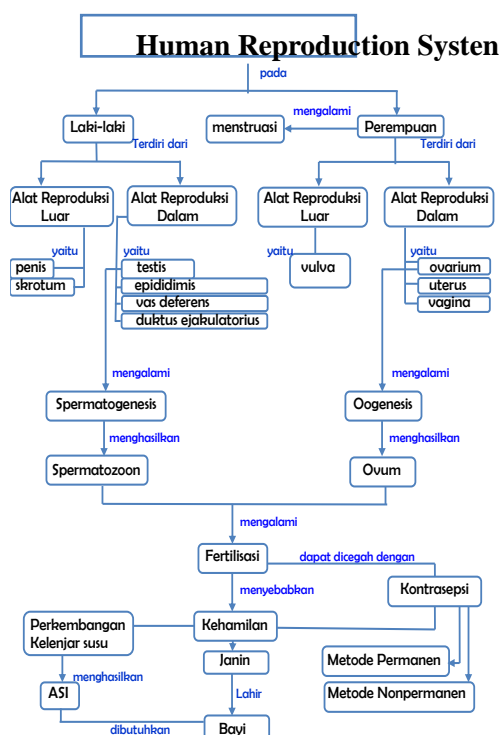 Human Reproduction Systen
pada
Laki-laki
menstruasi
mengalami
Perempuan
Terdiri dari
Terdiri dari
Alat Reproduksi
Luar
Alat Reproduksi
Dalam
Alat Reproduksi
Luar
Alat Reproduksi
Dalam
yaitu
penis
skrotum
yaitu
testis
epididimis
vas deferens
duktus ejakulatorius
yaitu
vulva
yaitu
ovarium
uterus
vagina
mengalami
mengalami
Spermatogenesis
Oogenesis
menghasilkan
menghasilkan
Spermatozoon
Ovum
mengalami
Fertilisasi
dapat dicegah dengan
menyebabkan
Kontrasepsi
Perkembangan
Kelenjar susu
Kehamilan
Janin
Metode Permanen
menghasilkan
ASI
Lahir
Metode Nonpermanen
dibutuhkan
Bayi